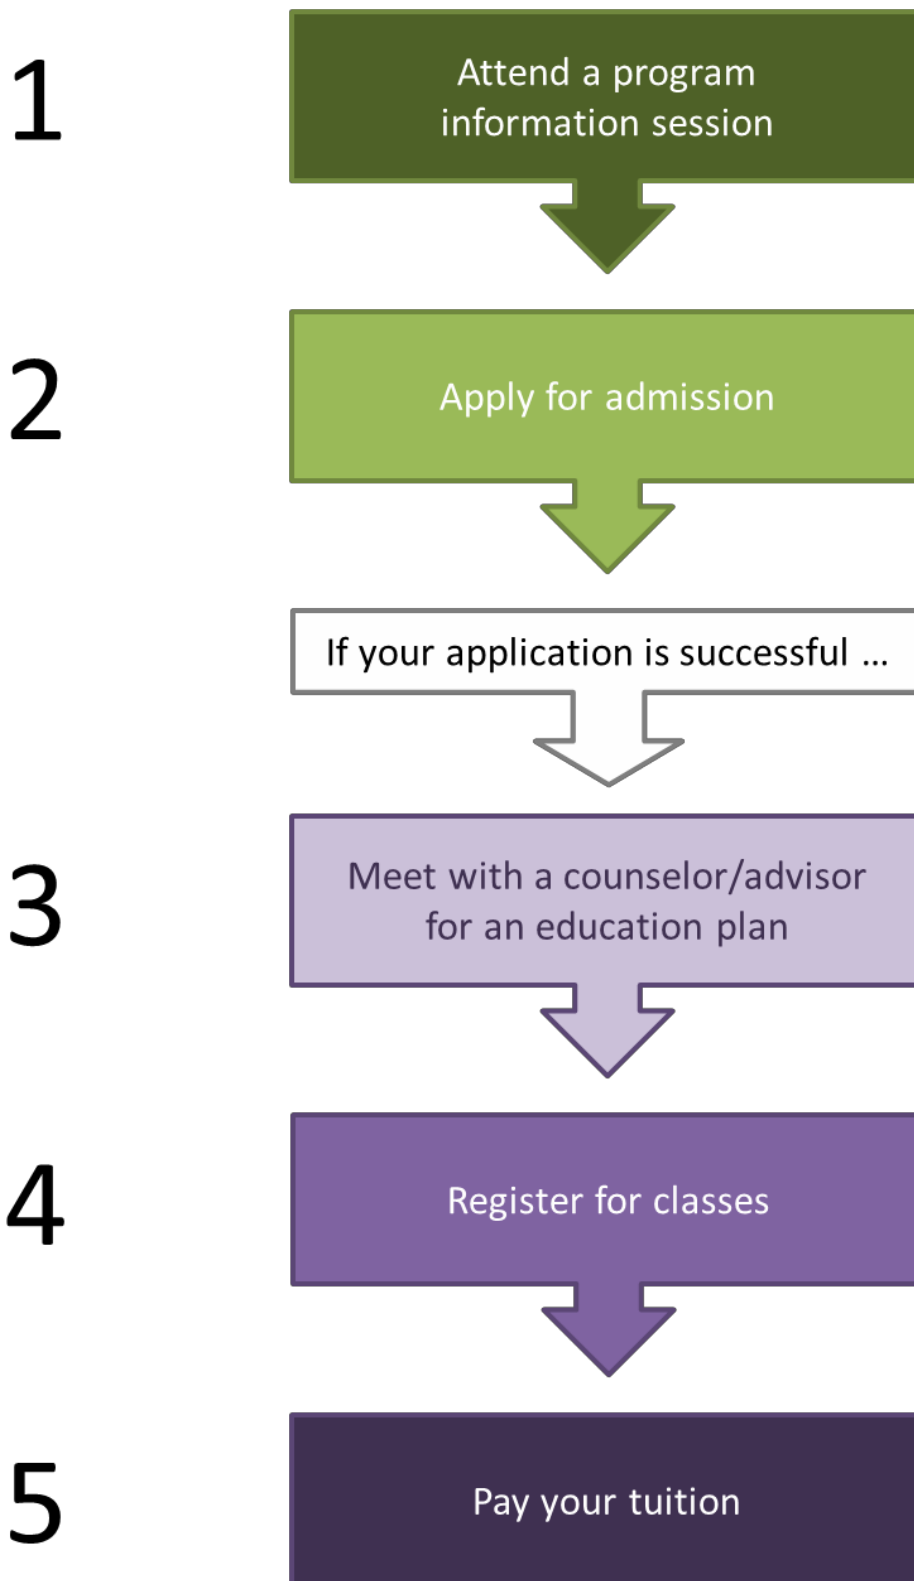 1
Attend a program
information session
2
Apply for admission
If your application is successful ...
3
Meet with a counselor/advisor
for an education plan
4
Register for classes
5
Pay your tuition